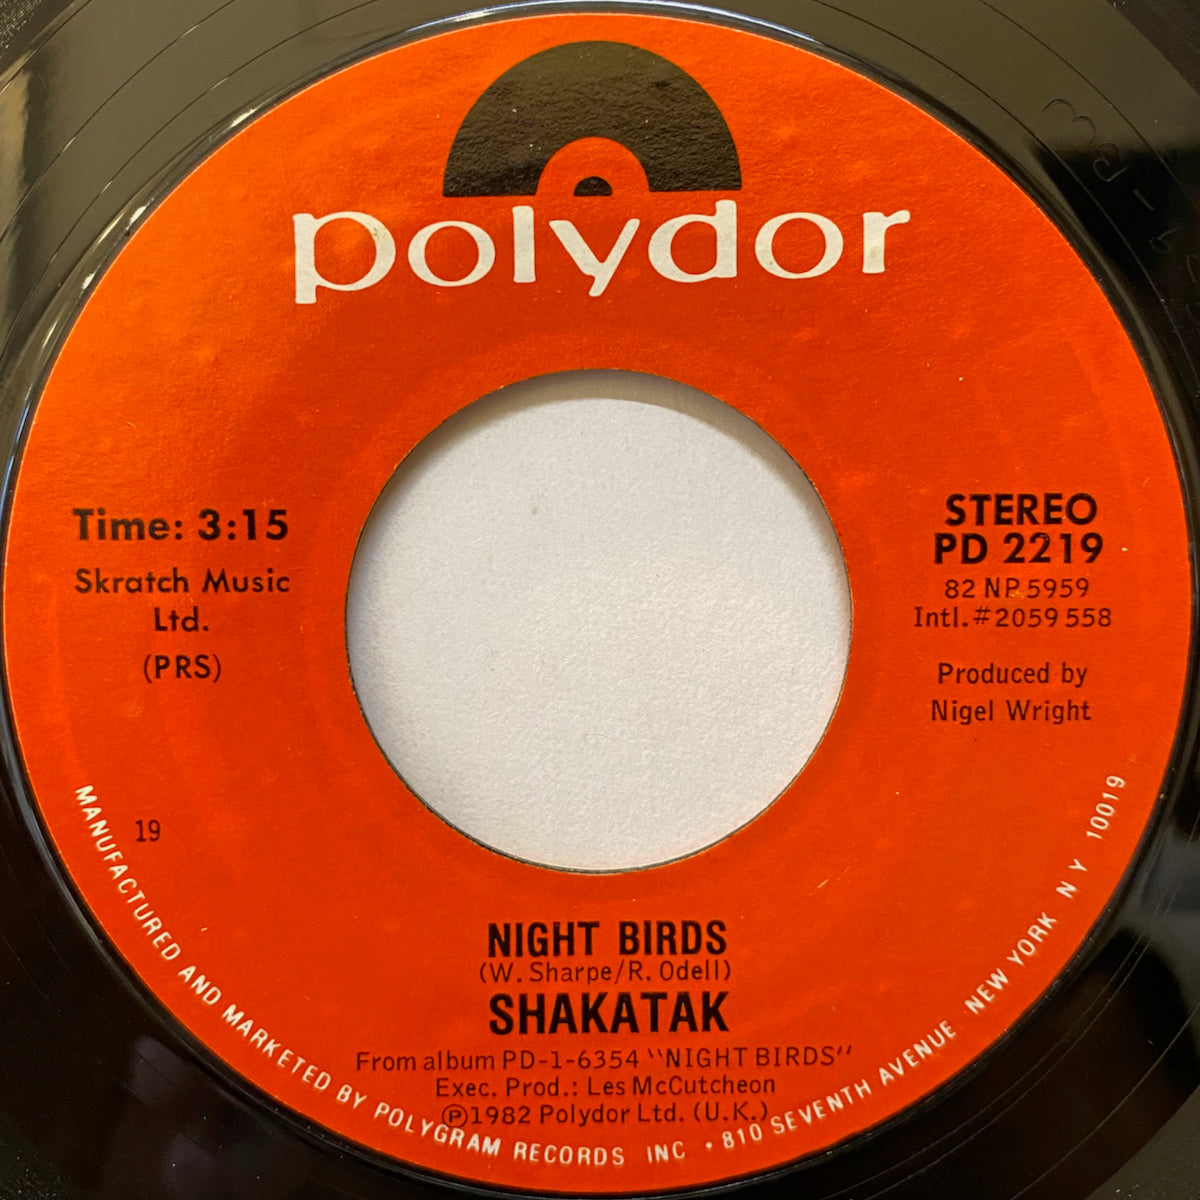 polydor
Time: 3:15
Skratch Music
Ltd.
(PRS)
STEREO
PD 2219
82 NP 5959
Intl.#2059 558
Produced by
Nigel Wright
19
NIGHT BIRDS
(W. Sharpe/R. Odell)
SHAKATAK
From album PD-1-6354 "NIGHT BIRDS"
Exec. Prod.: Les McCutcheon
℗1982 Polydor Ltd. (U.K.)
MANUFACTURED AND MARKETED BY POLYGRAM RECORDS INC • 810 SEVENTH AVENUE NEW YORK N Y 10019